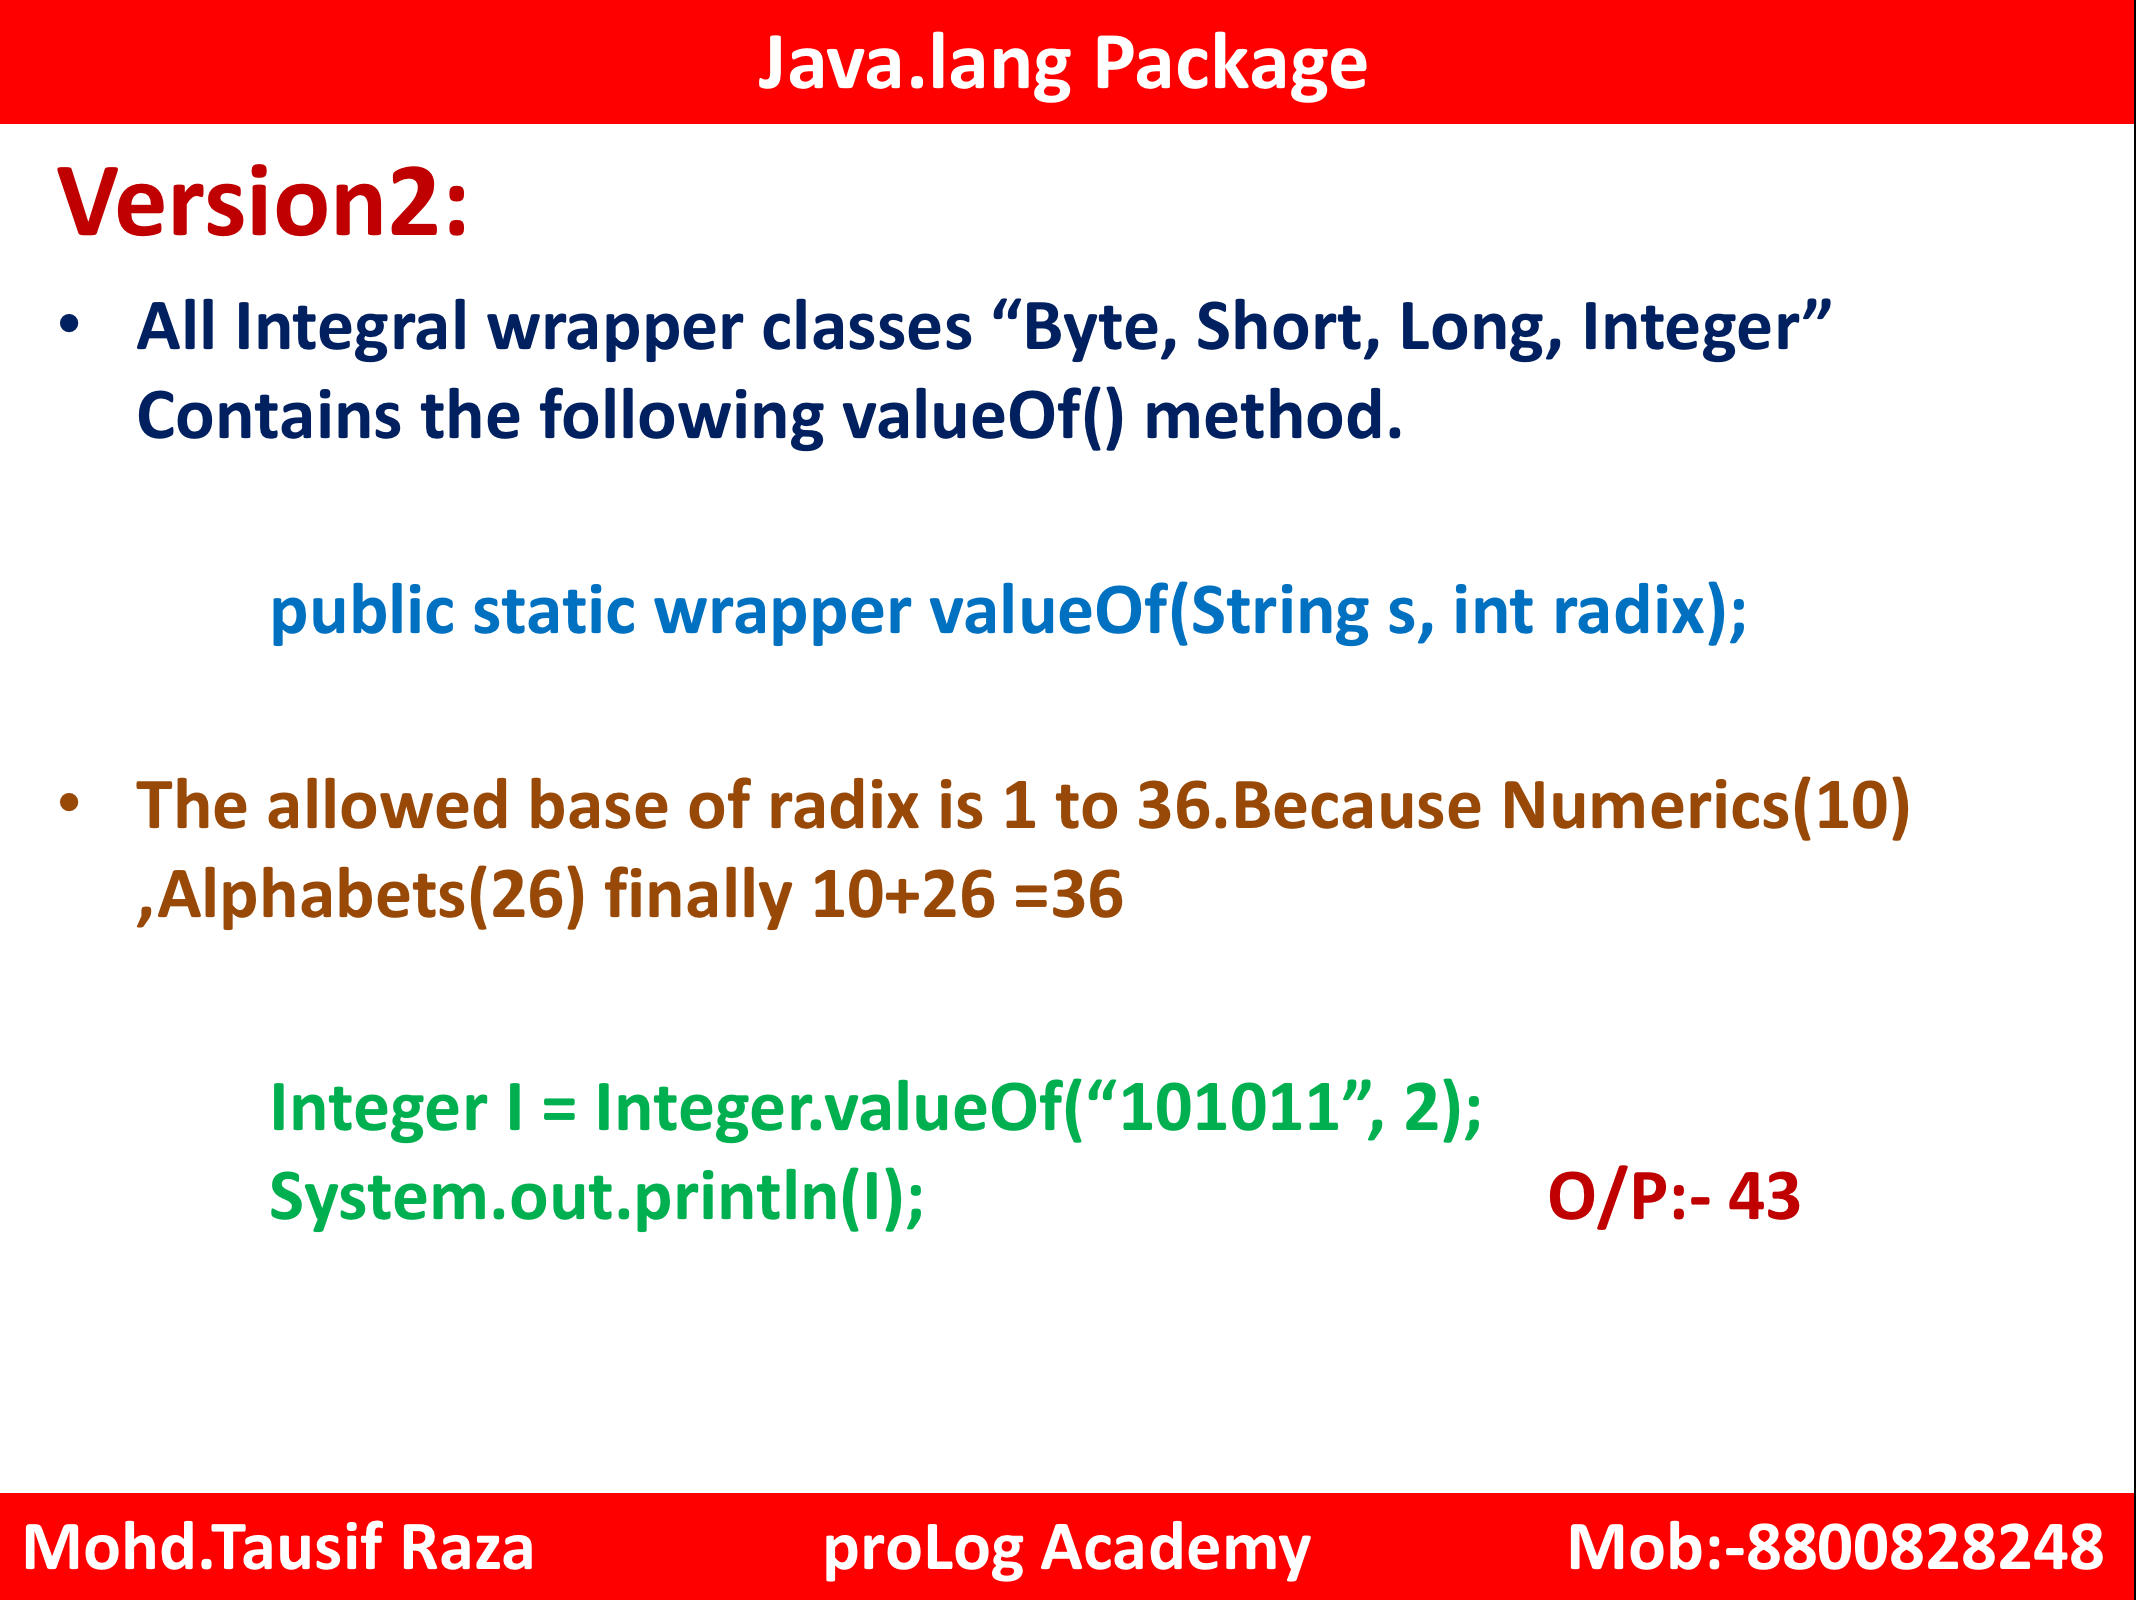 Java.lang Package
Version2:
• All Integral wrapper classes “Byte, Short, Long, Integer”
Contains the following valueOf() method.
public static wrapper valueOf(String s, int radix);
• The allowed base of radix is 1 to 36.Because Numerics(10)
,Alphabets(26) finally 10+26 =36
Integer I = Integer.valueOf(“101011”, 2);
System.out.println(I); O/P:- 43
Mohd.Tausif Raza proLog Academy Mob:-8800828248